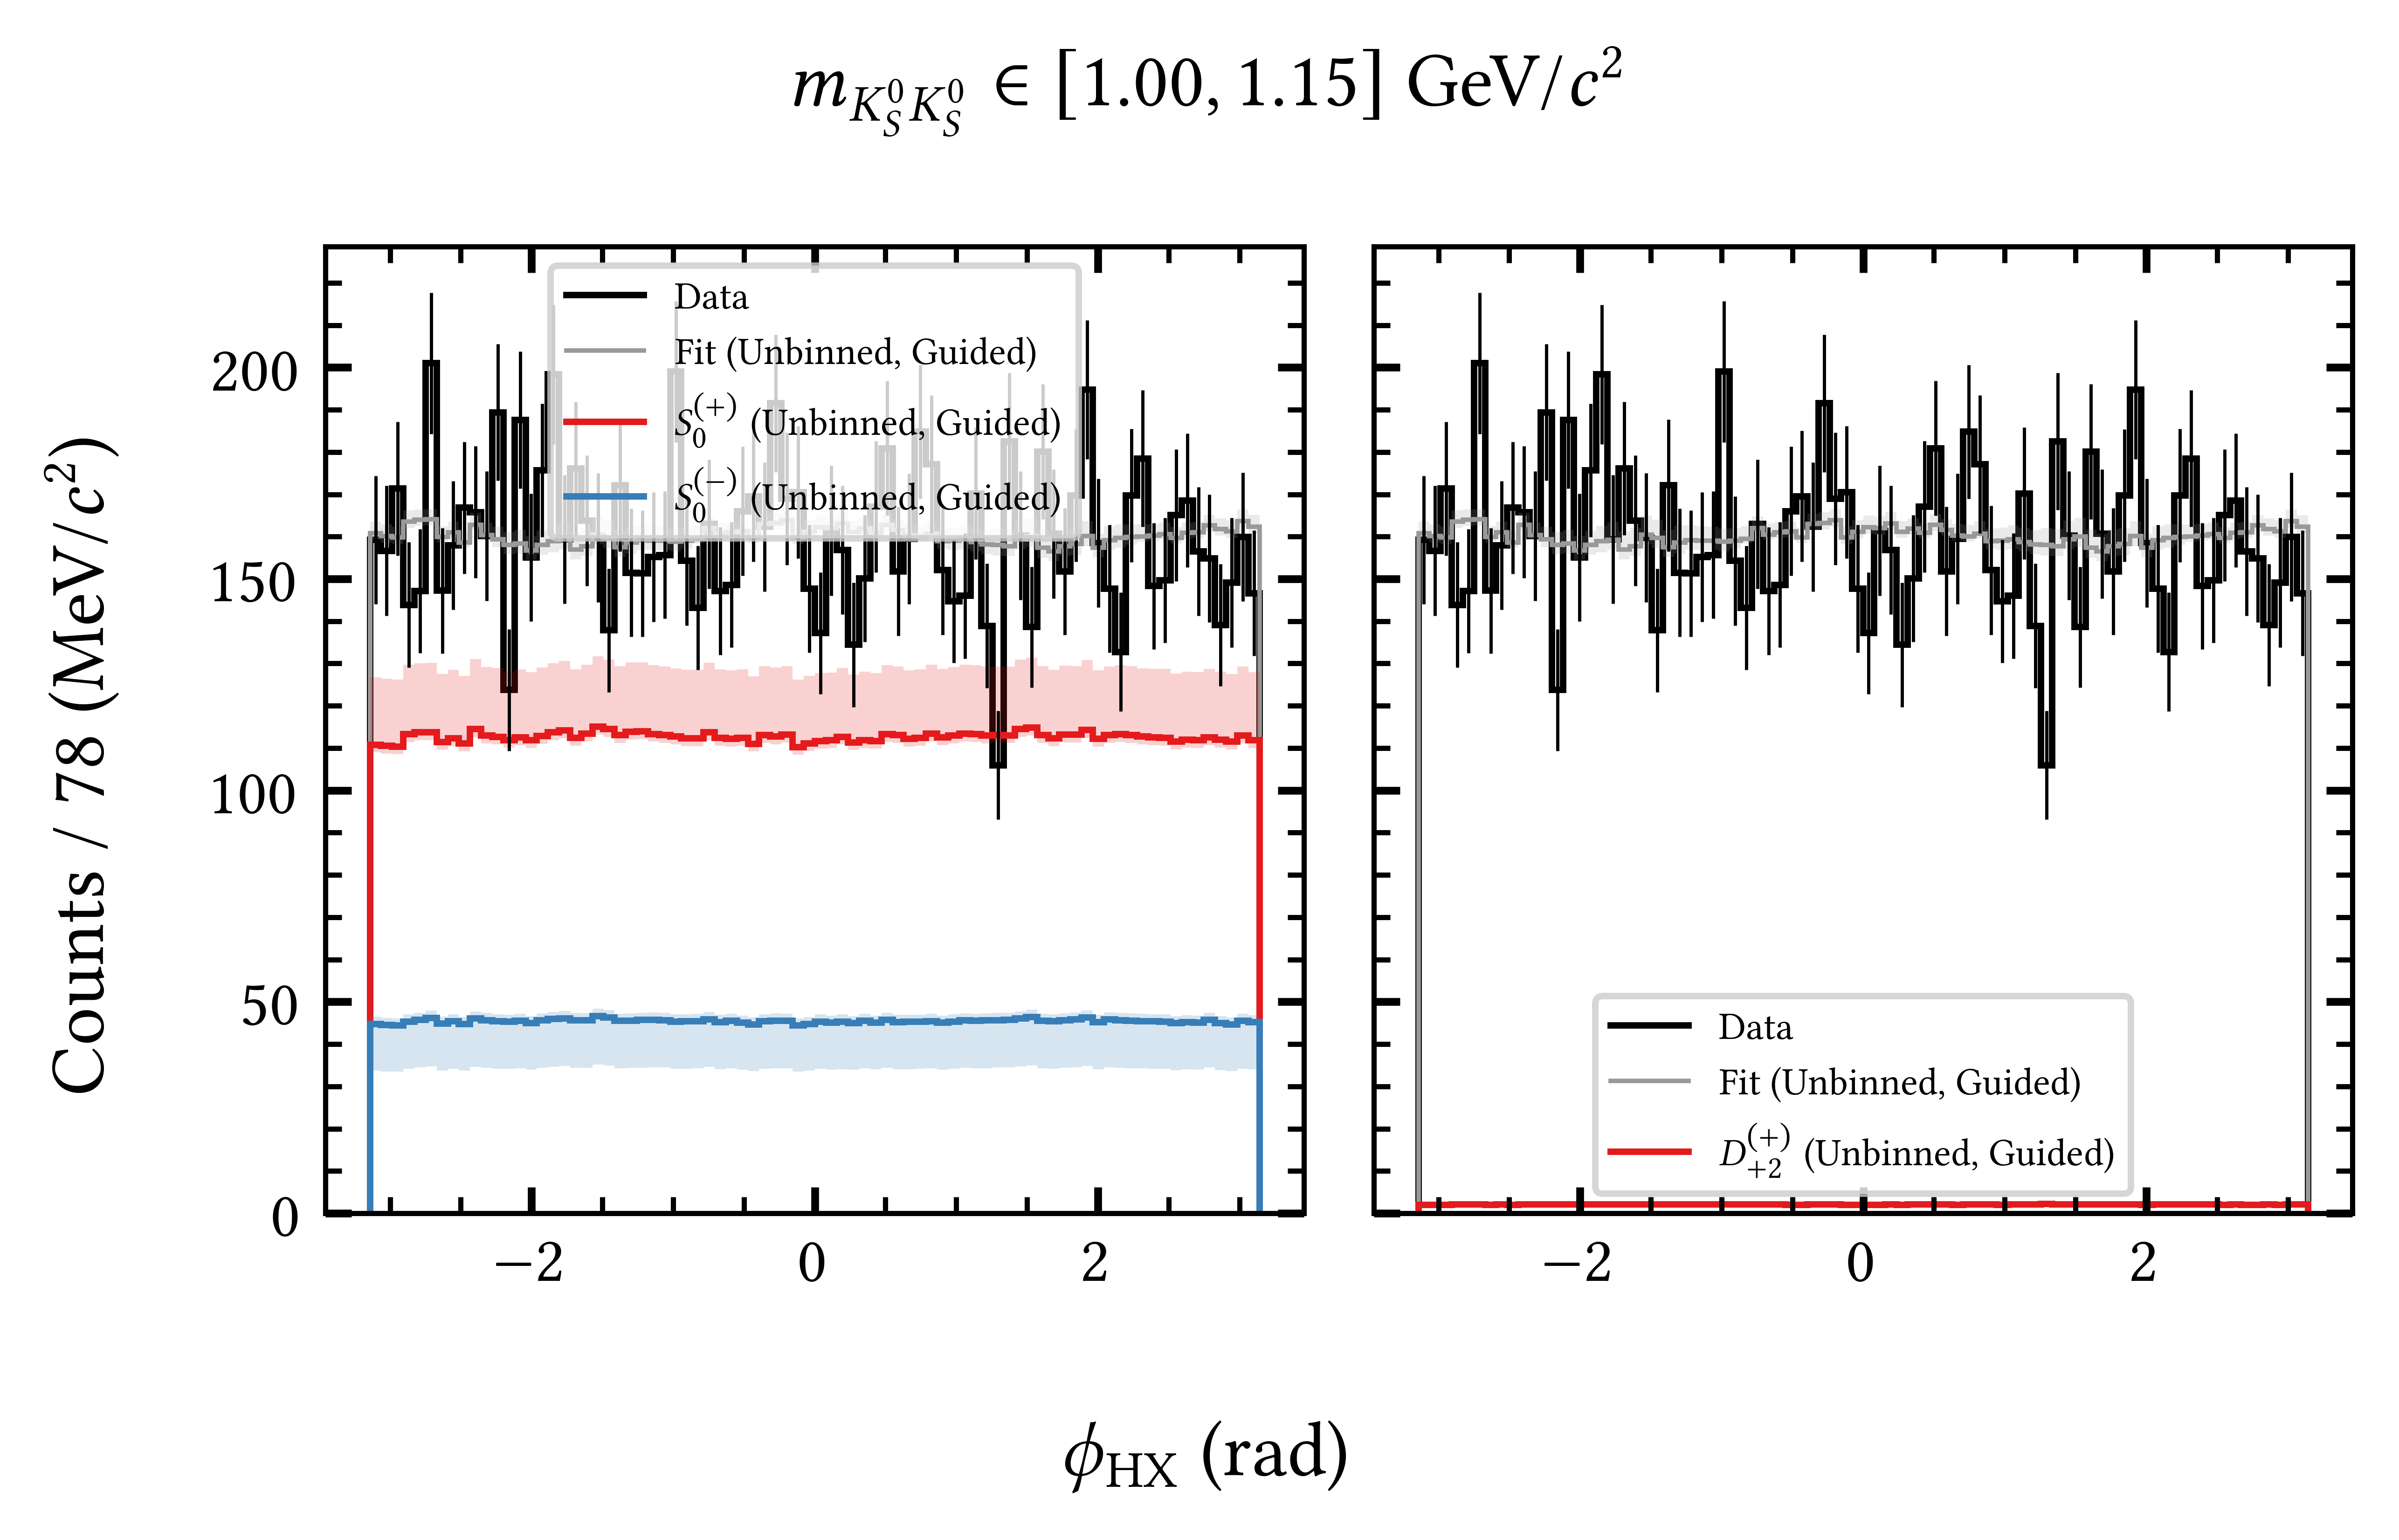 m_{K_S^0 K_S^0} ∈ [1.00, 1.15] GeV/c²
Counts / 78 (MeV/c²)
200
150
100
50
0
Data
Fit (Unbinned, Guided)
S_0^{(+)} (Unbinned, Guided)
S_0^{(−)} (Unbinned, Guided)
−2
0
2
Data
Fit (Unbinned, Guided)
D_{+2}^{(+)} (Unbinned, Guided)
−2
0
2
ϕ_{HX} (rad)